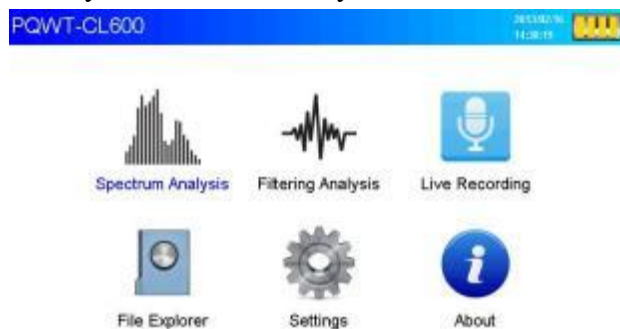 PQWT-CL600
Spectrum Analysis
Filtering Analysis
Live Recording
File Explorer
Settings
About